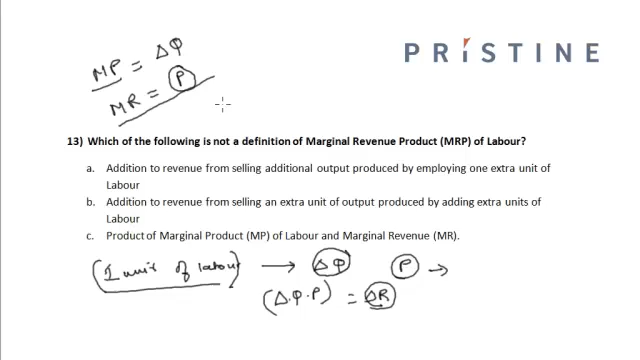 MP = ΔQ
MR = P
PRISTINE
13) Which of the following is not a definition of Marginal Revenue Product (MRP) of Labour?
a. Addition to revenue from selling additional output produced by employing one extra unit of
Labour
b. Addition to revenue from selling an extra unit of output produced by adding extra units of
Labour
c. Product of Marginal Product (MP) of Labour and Marginal Revenue (MR).
(1 unit of labour) → ΔQ P →
(Δ.Q.P) = ΔR